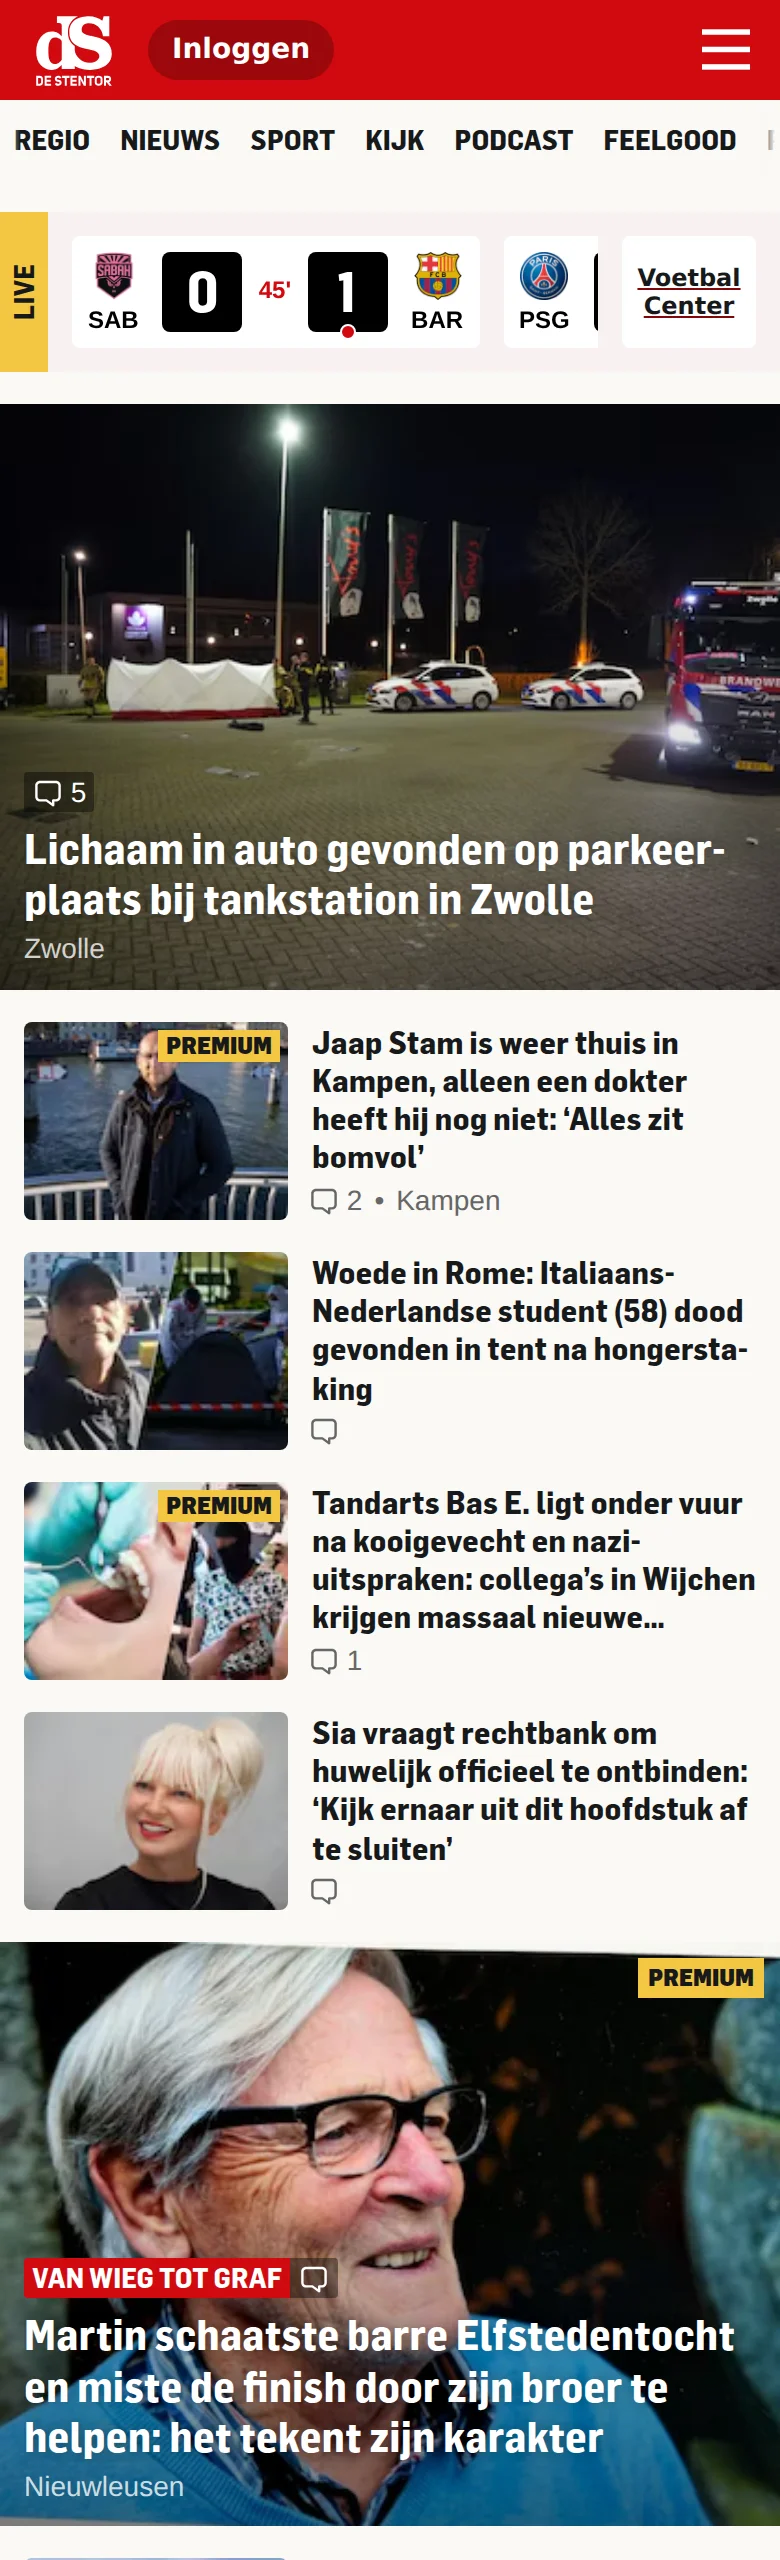 dS
DE STENTOR
Inloggen
REGIO NIEUWS SPORT KIJK PODCAST FEELGOOD
LIVE
SABAH
SAB
0
45'
1
FCB
BAR
PARIS
PSG
Voetbal
Center
Zwolle
BRANDWE
MAN
5
Lichaam in auto gevonden op parkeer-
plaats bij tankstation in Zwolle
Zwolle
PREMIUM
Jaap Stam is weer thuis in
Kampen, alleen een dokter
heeft hij nog niet: ‘Alles zit
bomvol’
2 • Kampen
Woede in Rome: Italiaans-
Nederlandse student (58) dood
gevonden in tent na hongersta-
king
PREMIUM
Tandarts Bas E. ligt onder vuur
na kooigevecht en nazi-
uitspraken: collega’s in Wijchen
krijgen massaal nieuwe...
1
Sia vraagt rechtbank om
huwelijk officieel te ontbinden:
‘Kijk ernaar uit dit hoofdstuk af
te sluiten’
PREMIUM
VAN WIEG TOT GRAF
Martin schaatste barre Elfstedentocht
en miste de finish door zijn broer te
helpen: het tekent zijn karakter
Nieuwleusen